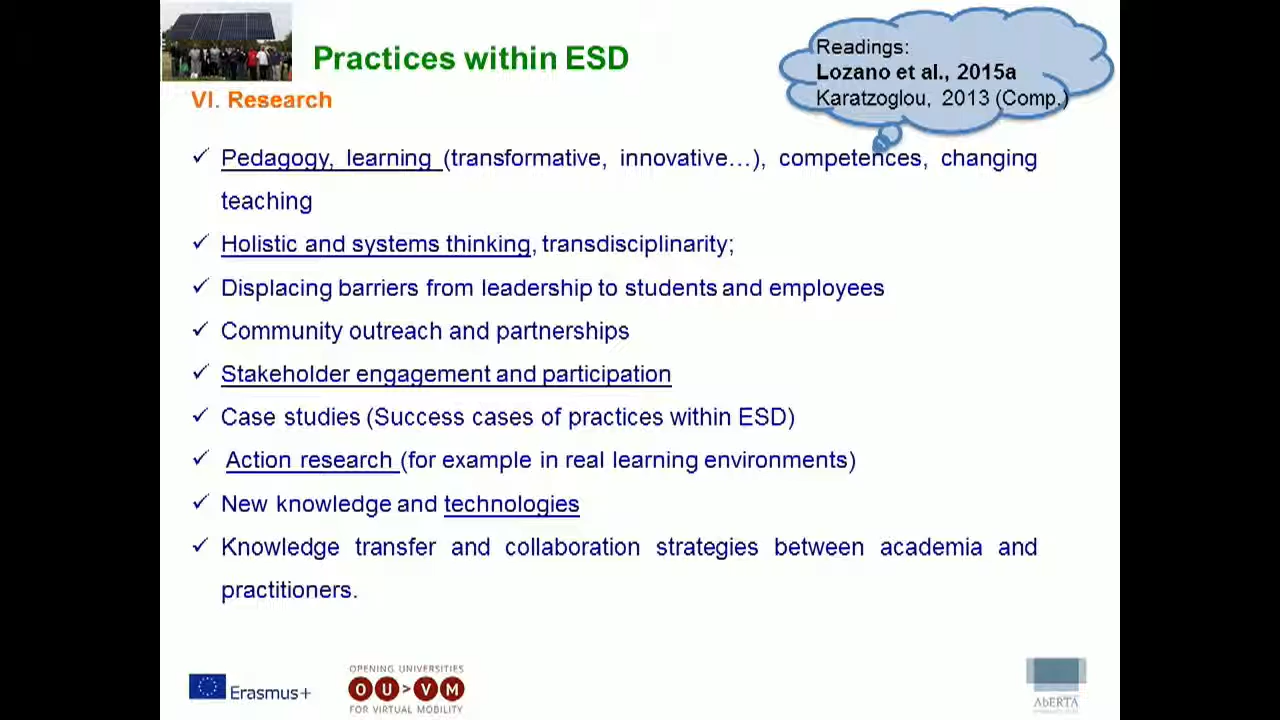 Practices within ESD
Readings:
Lozano et al., 2015a
Karatzoglou, 2013 (Comp.)
VI. Research
✓ Pedagogy, learning (transformative, innovative…), competences, changing
teaching
✓ Holistic and systems thinking, transdisciplinarity;
✓ Displacing barriers from leadership to students and employees
✓ Community outreach and partnerships
✓ Stakeholder engagement and participation
✓ Case studies (Success cases of practices within ESD)
✓ Action research (for example in real learning environments)
✓ New knowledge and technologies
✓ Knowledge transfer and collaboration strategies between academia and
practitioners.
Erasmus+
OPENING UNIVERSITIES
OU>VM
FOR VIRTUAL MOBILITY
AbERTA